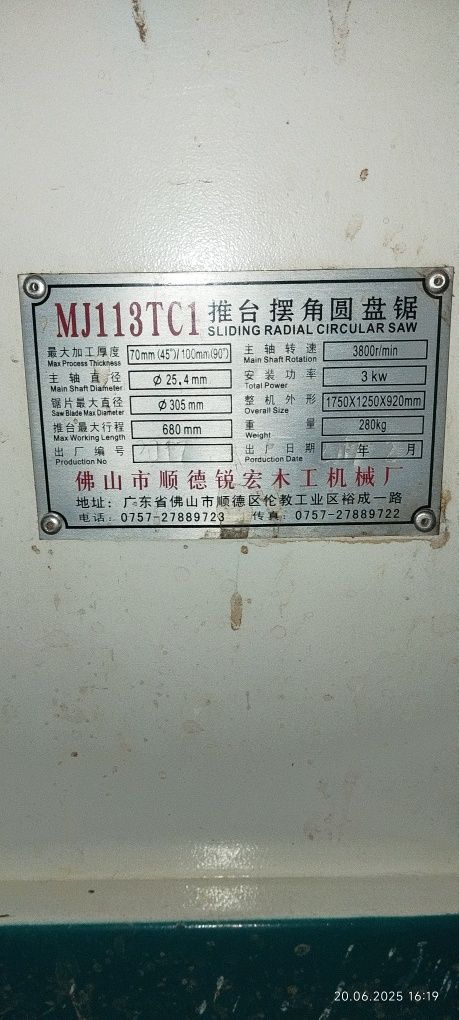 MJ113TC1 推台摆角圆盘锯
SLIDING RADIAL CIRCULAR SAW
最大加工厚度 70mm(45°)/100mm(90°) 主轴转速 3800r/min
Max Process Thickness Main Shaft Rotation
主轴直径 Ø 25.4mm 安装功率 3 kw
Main Shaft Diameter Total Power
锯片最大直径 Ø 305mm 整机外形 1750X1250X920mm
Saw Blade Max Diameter Overall Size
推台最大行程 680 mm 重量 280kg
Max Working Length Weight
出厂编号 出厂日期 年 月
Production No Porduction Date
佛山市顺德锐宏木工机械厂
地址：广东省佛山市顺德区伦教工业区裕成一路
电话：0757-27889723 传真：0757-27889722
20.06.2025 16:19